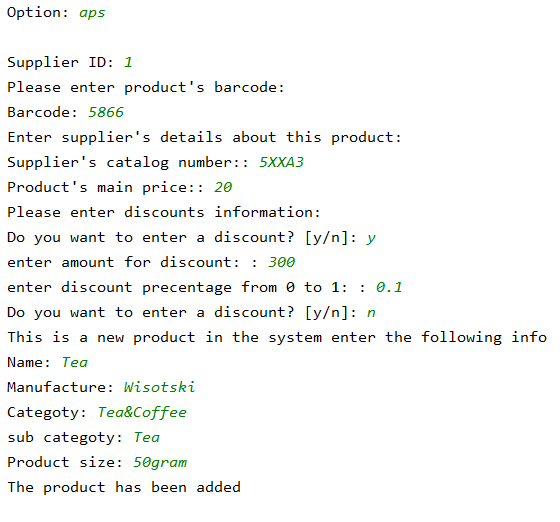 Option: aps
Supplier ID: 1
Please enter product's barcode:
Barcode: 5866
Enter supplier's details about this product:
Supplier's catalog number:: 5XXA3
Product's main price:: 20
Please enter discounts information:
Do you want to enter a discount? [y/n]: y
enter amount for discount: : 300
enter discount precentage from 0 to 1: : 0.1
Do you want to enter a discount? [y/n]: n
This is a new product in the system enter the following info
Name: Tea
Manufacture: Wisotski
Categoty: Tea&Coffee
sub categoty: Tea
Product size: 50gram
The product has been added